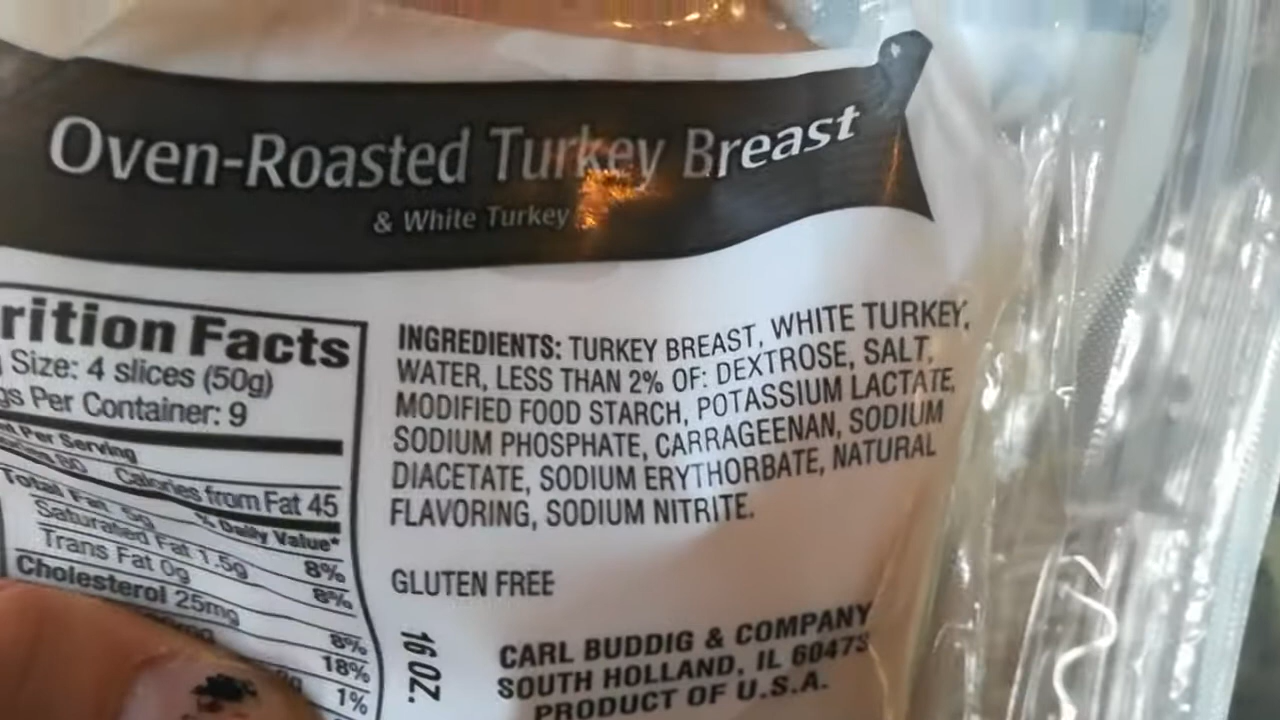 Oven-Roasted Turkey Breast
& White Turkey
rition Facts
Size: 4 slices (50g)
gs Per Container: 9
nt Per Serving
Calories from Fat 45
% Daily Value*
Total Fat 5g 8%
Saturated Fat 1.5g 8%
Trans Fat 0g
Cholesterol 25mg 8%
18%
1%
INGREDIENTS: TURKEY BREAST, WHITE TURKEY,
WATER, LESS THAN 2% OF: DEXTROSE, SALT,
MODIFIED FOOD STARCH, POTASSIUM LACTATE,
SODIUM PHOSPHATE, CARRAGEENAN, SODIUM
DIACETATE, SODIUM ERYTHORBATE, NATURAL
FLAVORING, SODIUM NITRITE.
GLUTEN FREE
16 OZ.
CARL BUDDIG & COMPANY
SOUTH HOLLAND, IL 60473
PRODUCT OF U.S.A.